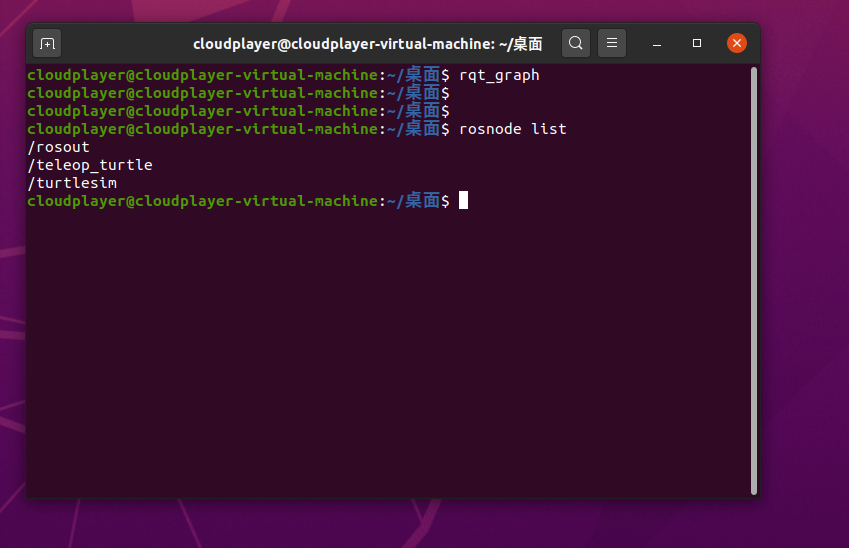 cloudplayer@cloudplayer-virtual-machine: ~/桌面
cloudplayer@cloudplayer-virtual-machine:~/桌面$ rqt_graph
cloudplayer@cloudplayer-virtual-machine:~/桌面$
cloudplayer@cloudplayer-virtual-machine:~/桌面$
cloudplayer@cloudplayer-virtual-machine:~/桌面$ rosnode list
/rosout
/teleop_turtle
/turtlesim
cloudplayer@cloudplayer-virtual-machine:~/桌面$